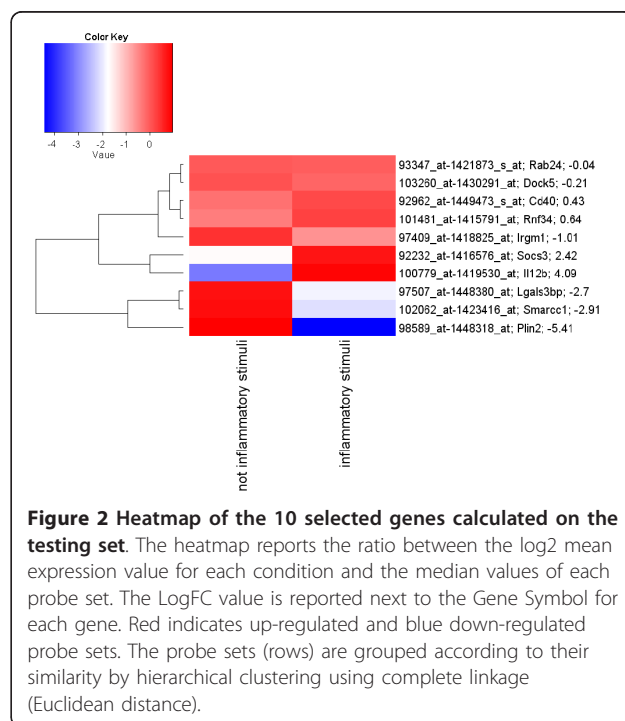 Color Key
-4 -3 -2 -1 0
Value
93347_at-1421873_s_at; Rab24; -0.04
103260_at-1430291_at; Dock5; -0.21
92962_at-1449473_s_at; Cd40; 0.43
101481_at-1415791_at; Rnf34; 0.64
97409_at-1418825_at; Irgm1; -1.01
92232_at-1416576_at; Socs3; 2.42
100779_at-1419530_at; Il12b; 4.09
97507_at-1448380_at; Lgals3bp; -2.7
102062_at-1423416_at; Smarcc1; -2.91
98589_at-1448318_at; Plin2; -5.41
not inflammatory stimuli
inflammatory stimuli
Figure 2 Heatmap of the 10 selected genes calculated on the
testing set. The heatmap reports the ratio between the log2 mean
expression value for each condition and the median values of each
probe set. The LogFC value is reported next to the Gene Symbol for
each gene. Red indicates up-regulated and blue down-regulated
probe sets. The probe sets (rows) are grouped according to their
similarity by hierarchical clustering using complete linkage
(Euclidean distance).